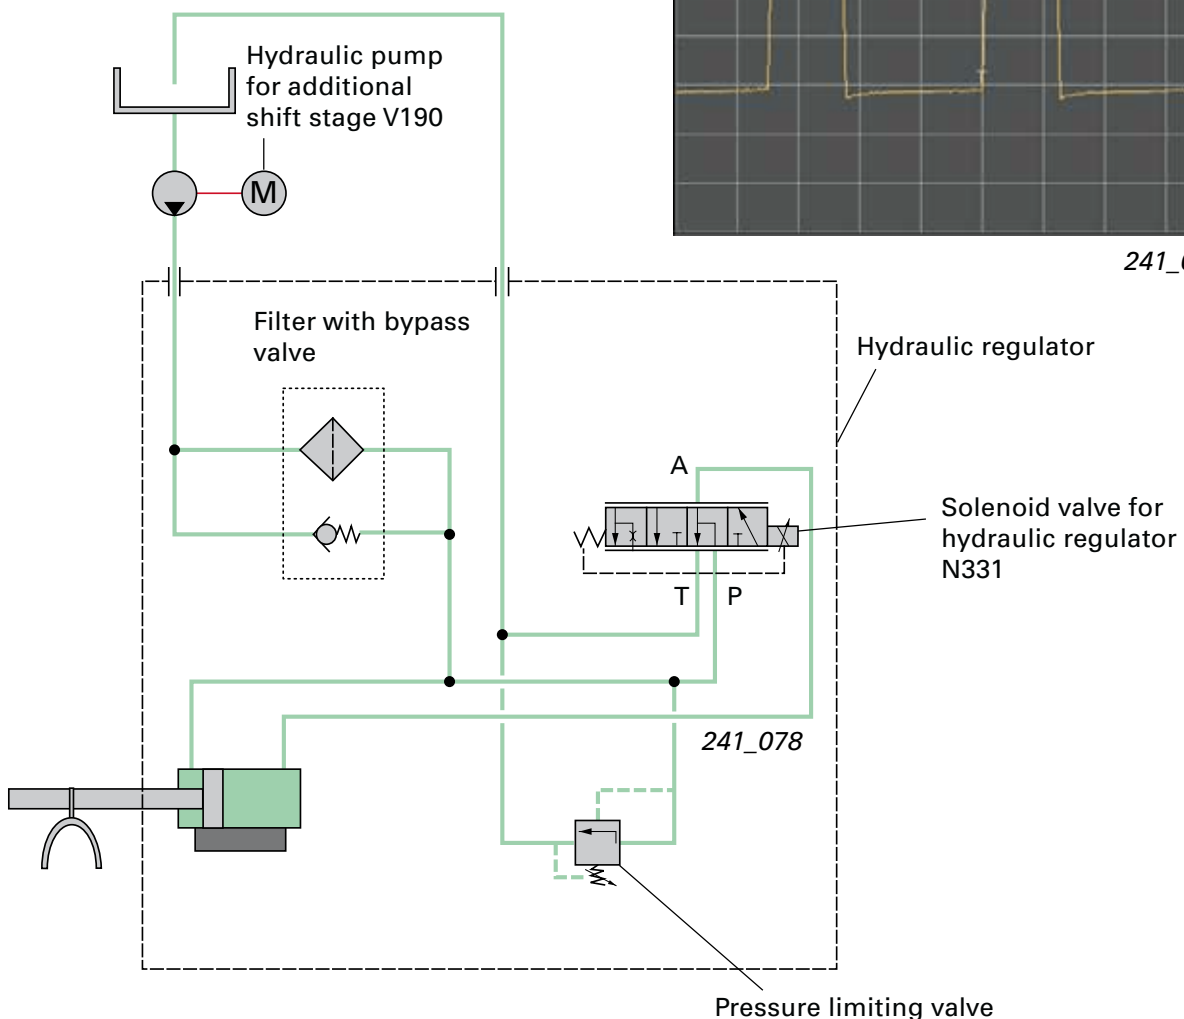 Hydraulic pump
for additional
shift stage V190
M
241_0
Filter with bypass
valve
Hydraulic regulator
A
Solenoid valve for
hydraulic regulator
N331
T P
241_078
Pressure limiting valve